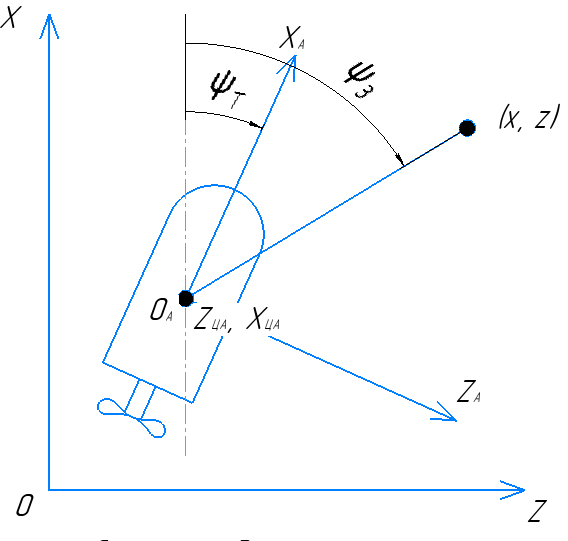 X
X_A
ψ_T
ψ_З
(x, z)
O_A
Z_ЦА, X_ЦА
Z_A
O
Z